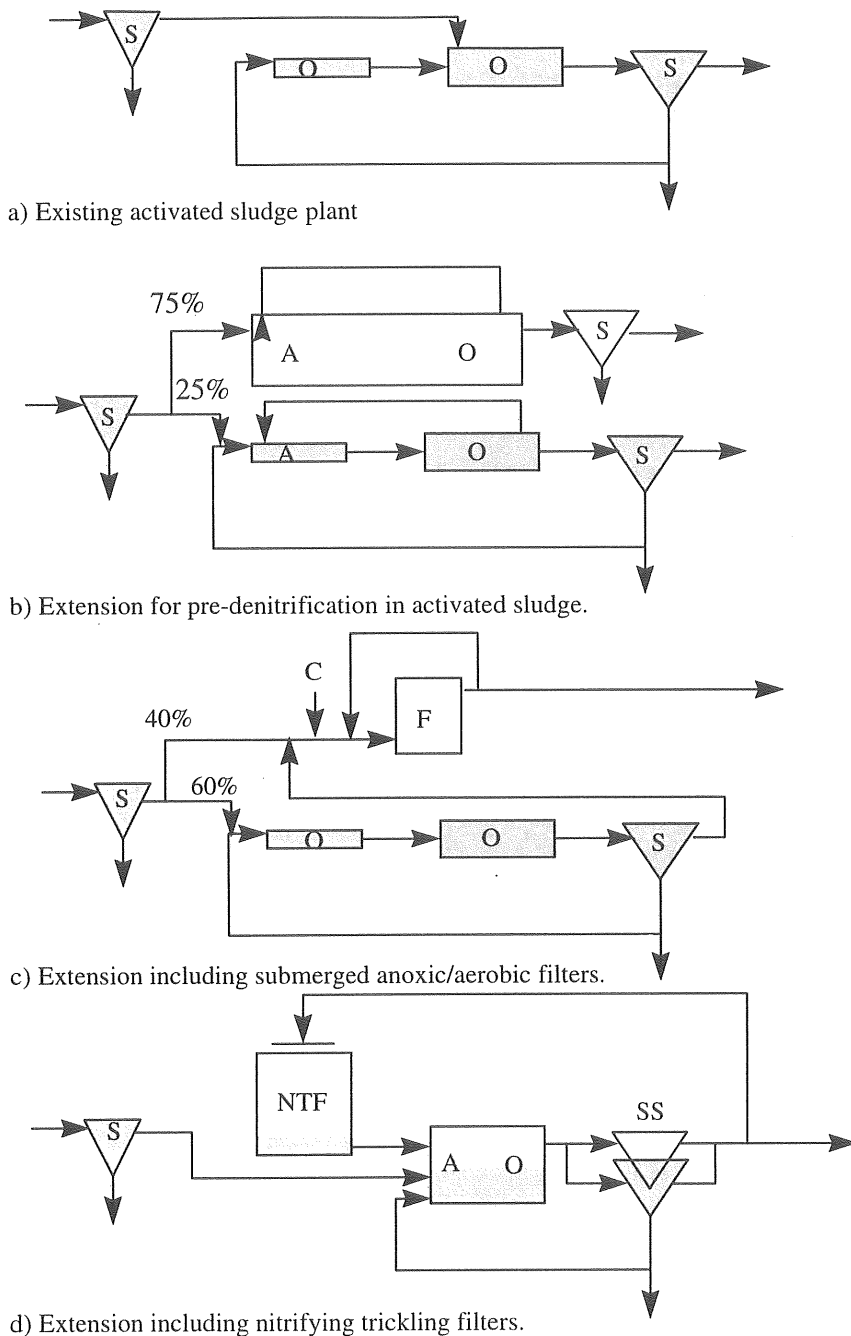 S
O
O
S
a) Existing activated sludge plant
75%
A
O
S
25%
S
A
O
S
b) Extension for pre-denitrification in activated sludge.
C
40%
F
60%
S
O
O
S
c) Extension including submerged anoxic/aerobic filters.
NTF
SS
S
A
O
d) Extension including nitrifying trickling filters.